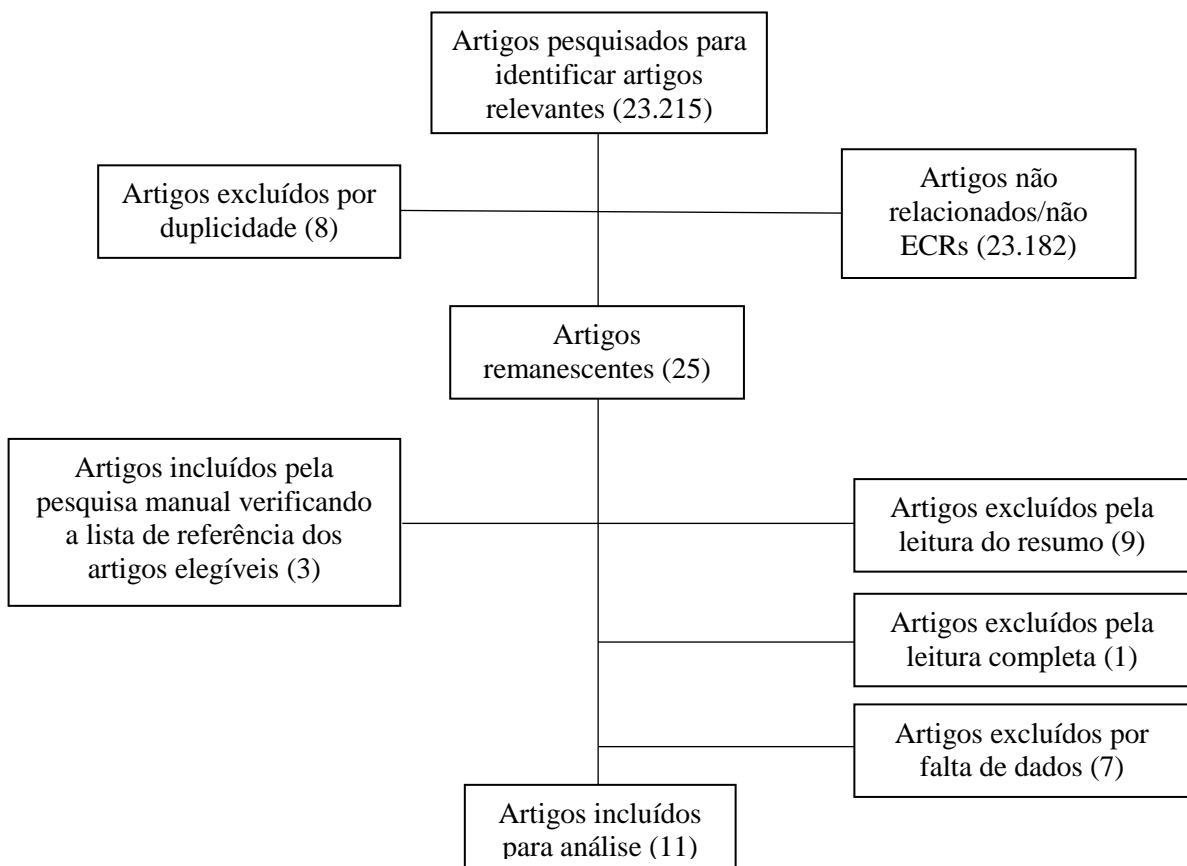 Artigos pesquisados para
identificar artigos
relevantes (23.215)
Artigos excluídos por
duplicidade (8)
Artigos não
relacionados/não
ECRs (23.182)
Artigos
remanescentes (25)
Artigos incluídos pela
pesquisa manual verificando
a lista de referência dos
artigos elegíveis (3)
Artigos excluídos pela
leitura do resumo (9)
Artigos excluídos pela
leitura completa (1)
Artigos excluídos por
falta de dados (7)
Artigos incluídos
para análise (11)